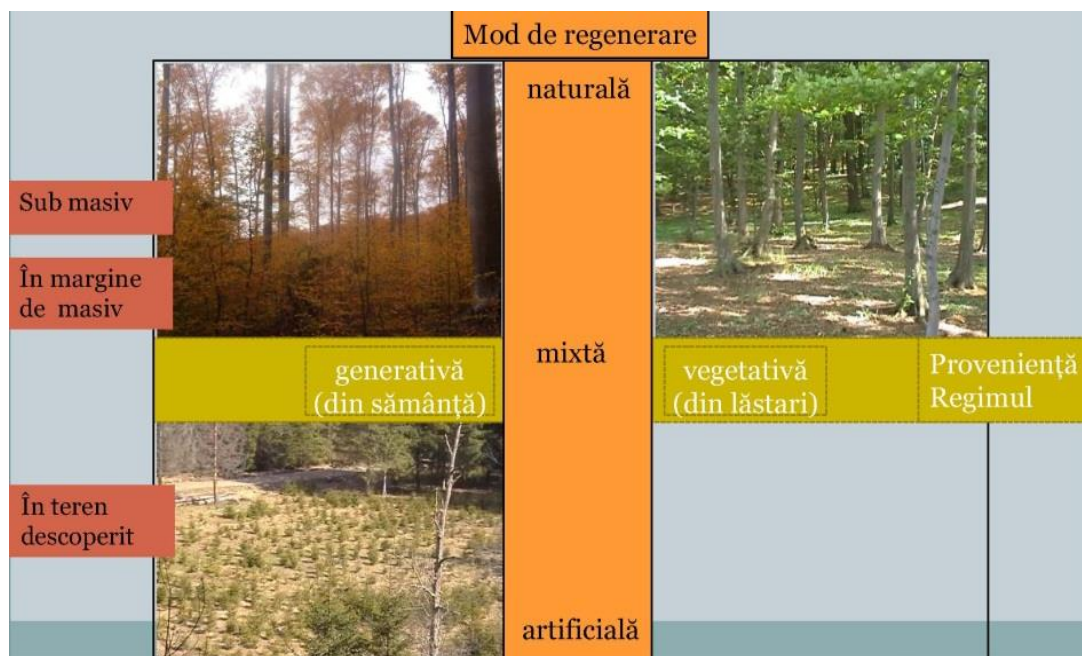 Mod de regenerare
naturală
Sub masiv
În margine
de masiv
mixtă
generativă
(din sămânță)
vegetativă
(din lăstari)
Proveniență
Regimul
În teren
descoperit
artificială